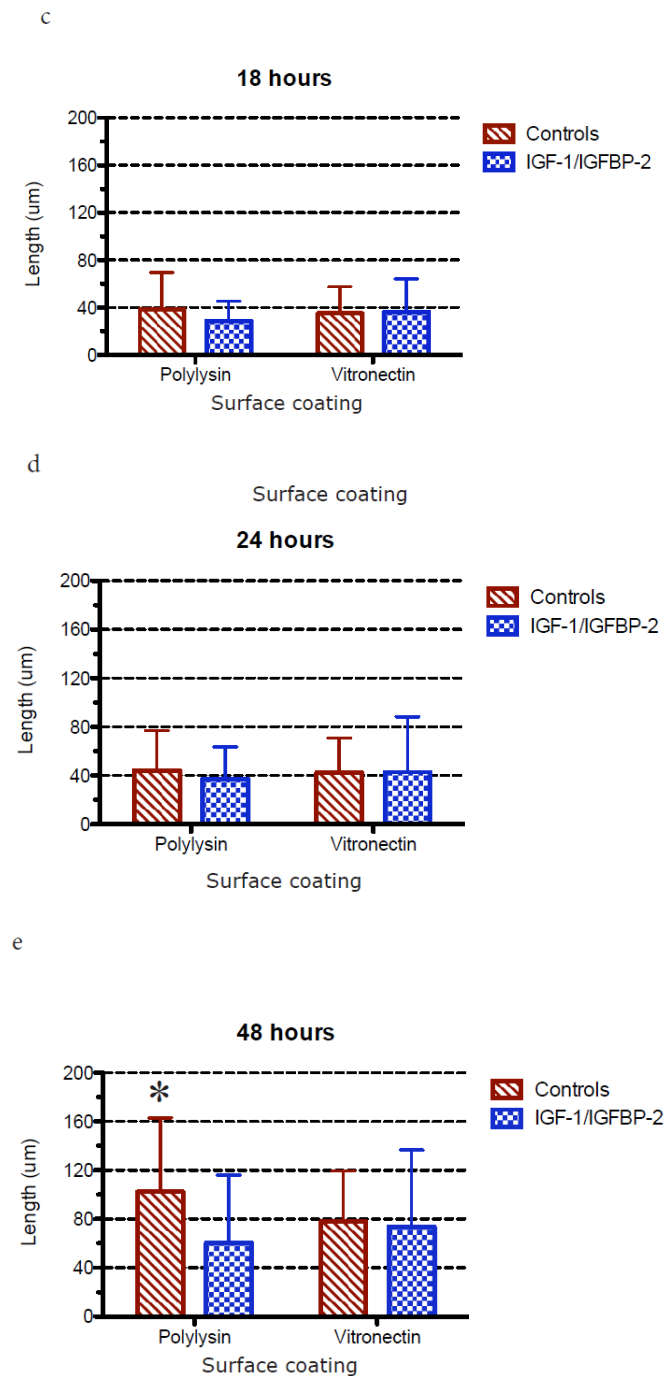 c
18 hours
200
160
120
80
40
0
Length (um)
Controls
IGF-1/IGFBP-2
Polylysin Vitronectin
Surface coating
d
Surface coating
24 hours
200
160
120
80
40
0
Length (um)
Controls
IGF-1/IGFBP-2
Polylysin Vitronectin
Surface coating
e
48 hours
200
160
120
80
40
0
Length (um)
*
Controls
IGF-1/IGFBP-2
Polylysin Vitronectin
Surface coating